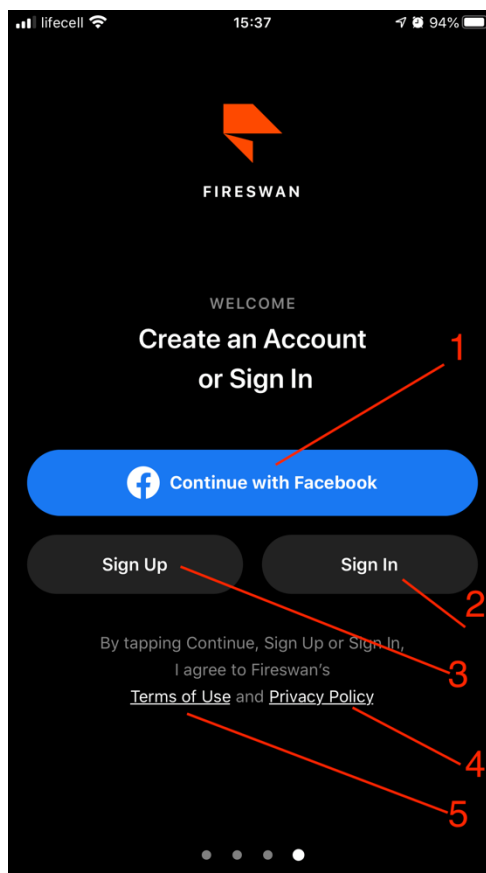 lifecell 15:37 94%
FIRESWAN
WELCOME
Create an Account
or Sign In
1
Continue with Facebook
Sign Up Sign In
2
By tapping Continue, Sign Up or Sign In,
I agree to Fireswan’s
3
Terms of Use and Privacy Policy
4
5